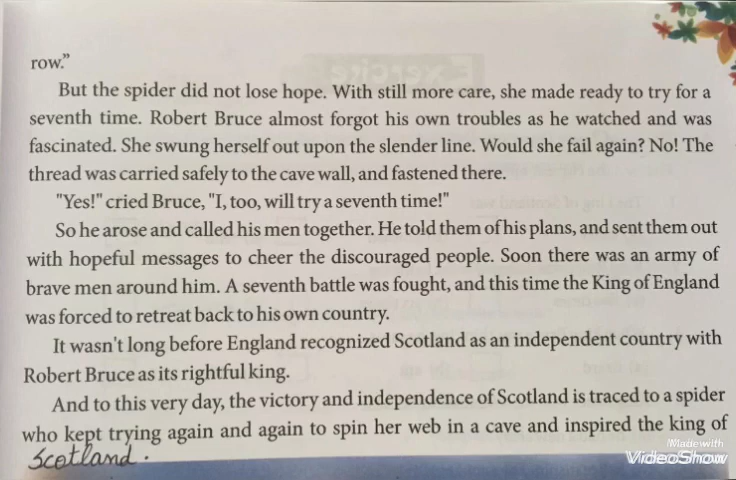 row."
But the spider did not lose hope. With still more care, she made ready to try for a
seventh time. Robert Bruce almost forgot his own troubles as he watched and was
fascinated. She swung herself out upon the slender line. Would she fail again? No! The
thread was carried safely to the cave wall, and fastened there.
"Yes!" cried Bruce, "I, too, will try a seventh time!"
So he arose and called his men together. He told them of his plans, and sent them out
with hopeful messages to cheer the discouraged people. Soon there was an army of
brave men around him. A seventh battle was fought, and this time the King of England
was forced to retreat back to his own country.
It wasn't long before England recognized Scotland as an independent country with
Robert Bruce as its rightful king.
And to this very day, the victory and independence of Scotland is traced to a spider
who kept trying again and again to spin her web in a cave and inspired the king of
Scotland.
Made with
VideoShow